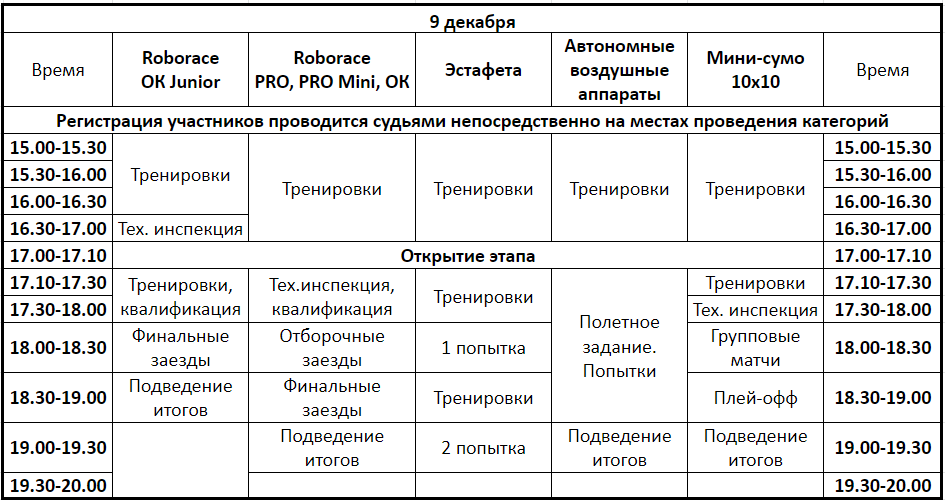 9 декабря
Время Roborace OK Junior Roborace PRO, PRO Mini, OK Эстафета Автономные воздушные аппараты Мини-сумо 10x10 Время
Регистрация участников проводится судьями непосредственно на местах проведения категорий
15.00-15.30 Тренировки Тренировки Тренировки Тренировки Тренировки 15.00-15.30
15.30-16.00 15.30-16.00
16.00-16.30 16.00-16.30
16.30-17.00 Тех. инспекция 16.30-17.00
17.00-17.10 Открытие этапа 17.00-17.10
17.10-17.30 Тренировки, квалификация Тех.инспекция, квалификация Тренировки Полетное задание. Попытки Тренировки 17.10-17.30
17.30-18.00 Тех. инспекция 17.30-18.00
18.00-18.30 Финальные заезды Отборочные заезды 1 попытка Групповые матчи 18.00-18.30
18.30-19.00 Подведение итогов Финальные заезды Тренировки Плей-офф 18.30-19.00
19.00-19.30 Подведение итогов 2 попытка Подведение итогов Подведение итогов 19.00-19.30
19.30-20.00 19.30-20.00